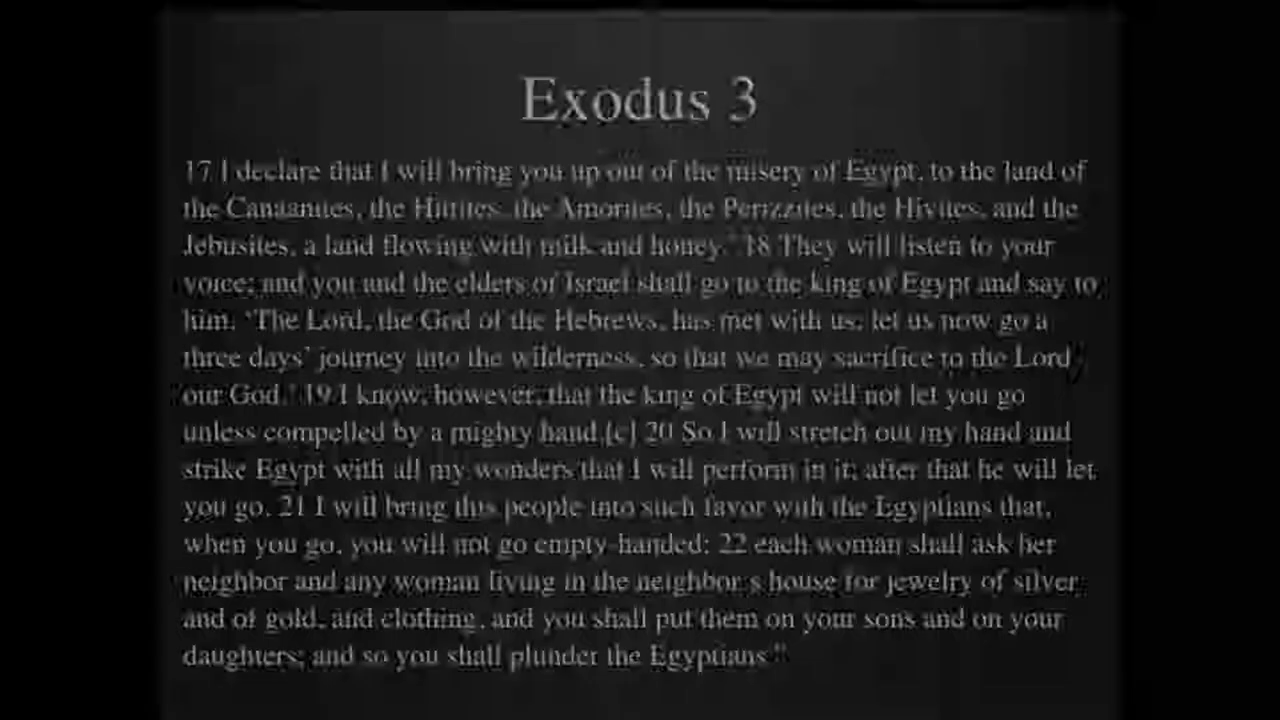 Exodus 3
17 I declare that I will bring you up out of the misery of Egypt, to the land of
the Canaanites, the Hittites, the Amorites, the Perizzites, the Hivites, and the
Jebusites, a land flowing with milk and honey.’ 18 They will listen to your
voice; and you and the elders of Israel shall go to the king of Egypt and say to
him, ‘The Lord, the God of the Hebrews, has met with us; let us now go a
three days’ journey into the wilderness, so that we may sacrifice to the Lord
our God.’ 19 I know, however, that the king of Egypt will not let you go
unless compelled by a mighty hand.[c] 20 So I will stretch out my hand and
strike Egypt with all my wonders that I will perform in it; after that he will let
you go. 21 I will bring this people into such favor with the Egyptians that,
when you go, you will not go empty-handed; 22 each woman shall ask her
neighbor and any woman living in the neighbor’s house for jewelry of silver
and of gold, and clothing, and you shall put them on your sons and on your
daughters; and so you shall plunder the Egyptians.”